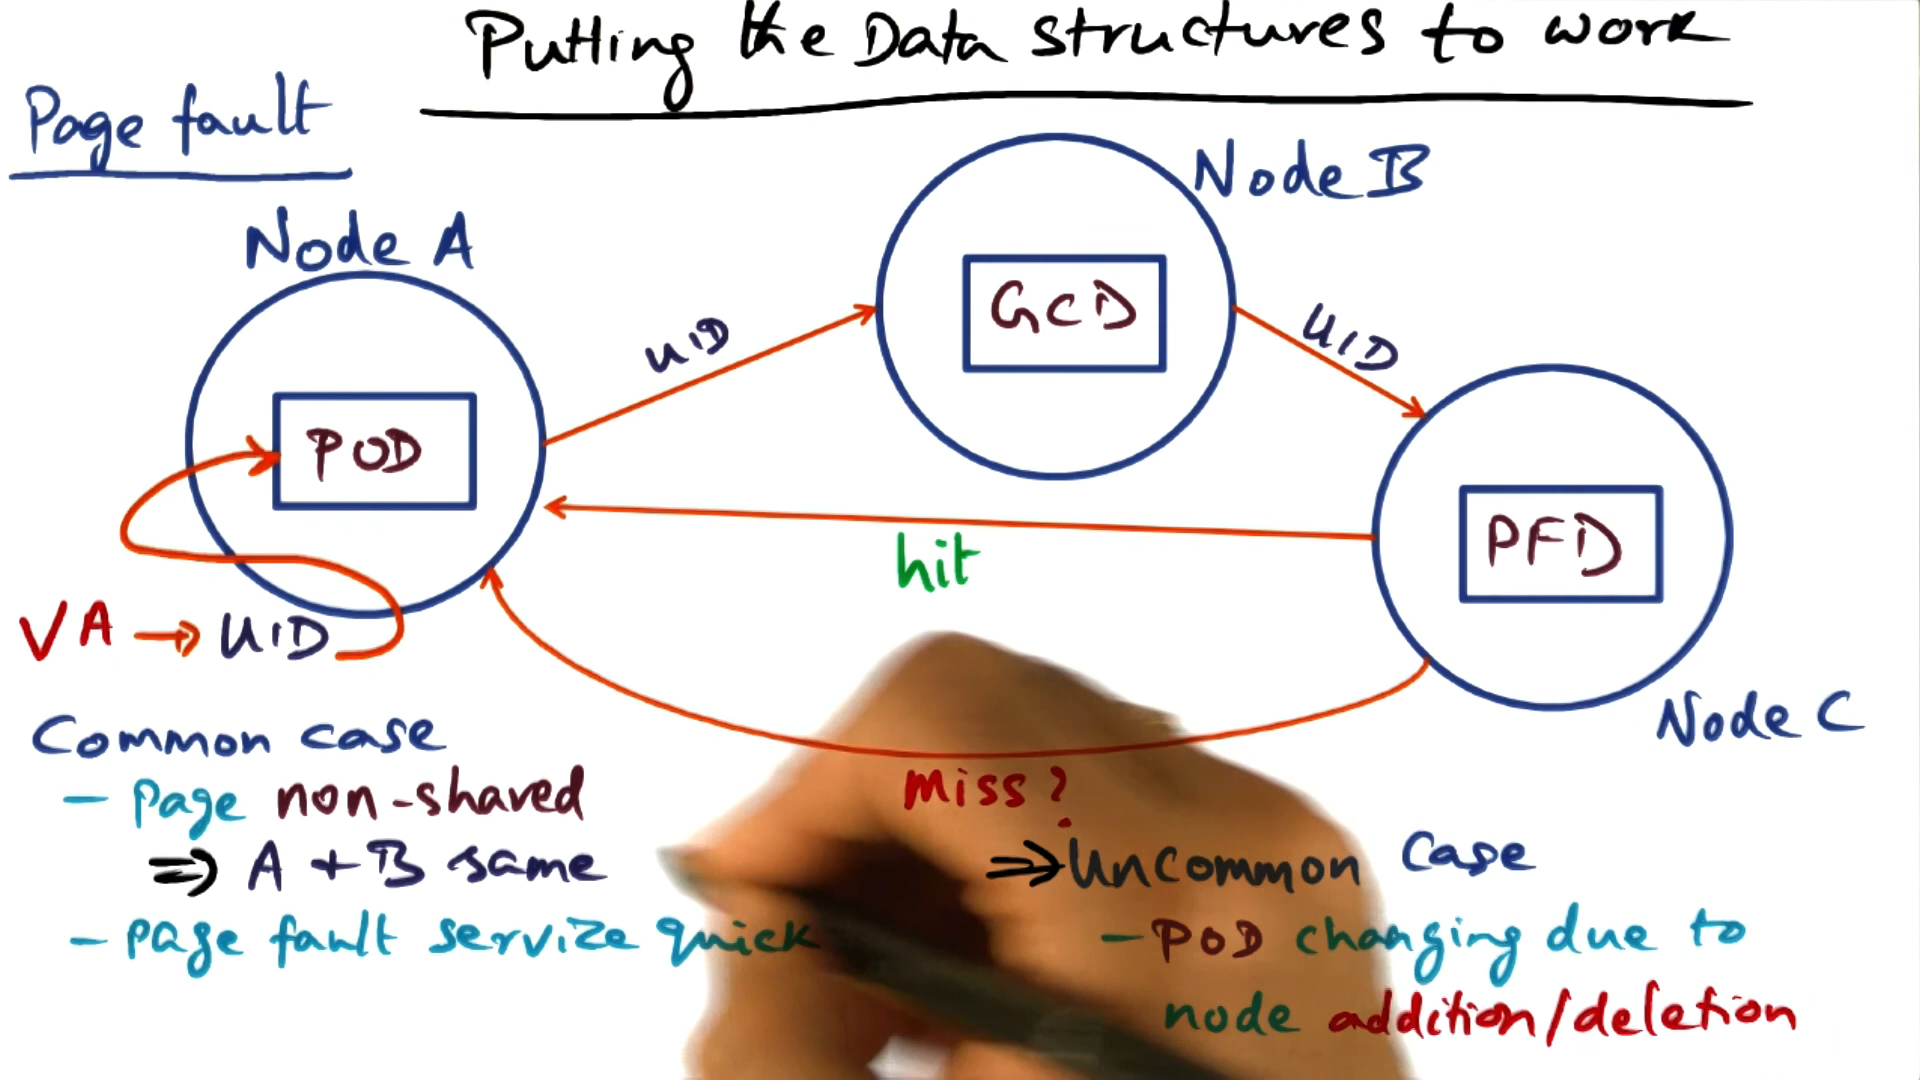 Putting the Data structures to work
Page fault
Node A
Node B
GCD
UID
UID
POD
PFD
hit
VA → UID
Node C
Miss?
Common case
- page non-shared
⇒ A + B same
- page fault service quick
⇒ Uncommon Case
- POD changing due to
node addition/deletion